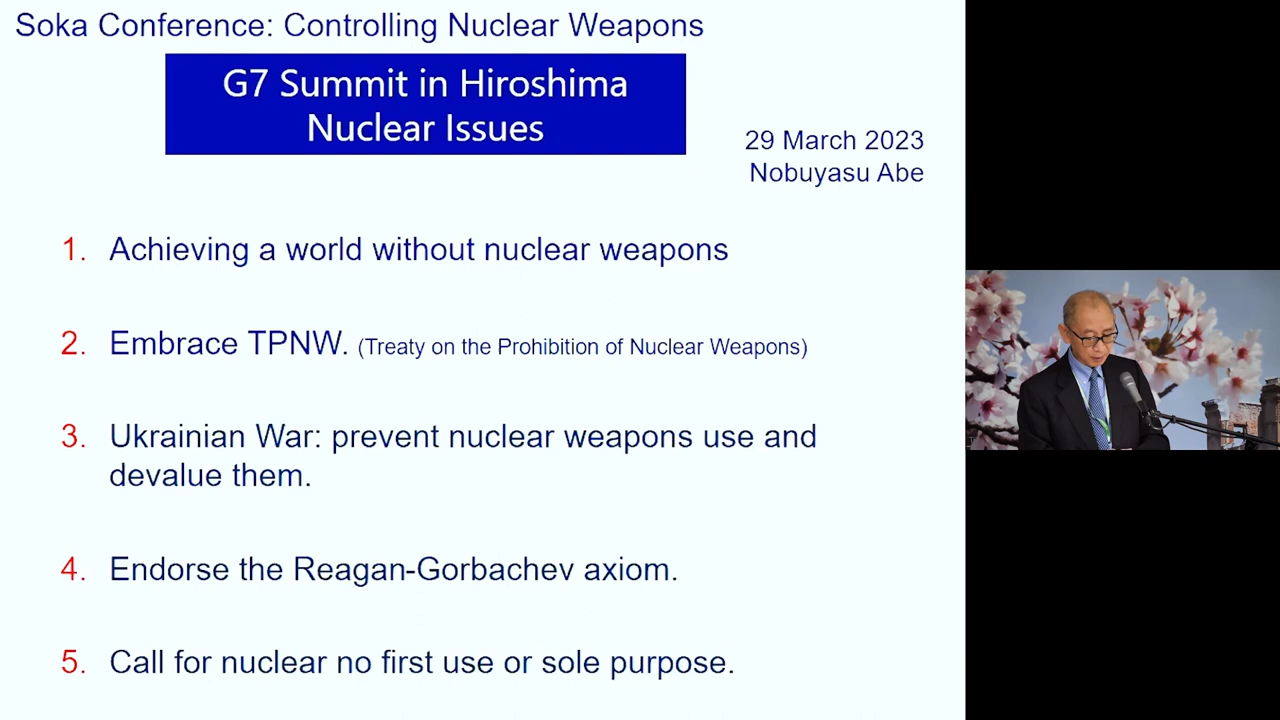 Soka Conference: Controlling Nuclear Weapons
G7 Summit in Hiroshima
Nuclear Issues
29 March 2023
Nobuyasu Abe
1. Achieving a world without nuclear weapons
2. Embrace TPNW. (Treaty on the Prohibition of Nuclear Weapons)
3. Ukrainian War: prevent nuclear weapons use and
devalue them.
4. Endorse the Reagan-Gorbachev axiom.
5. Call for nuclear no first use or sole purpose.